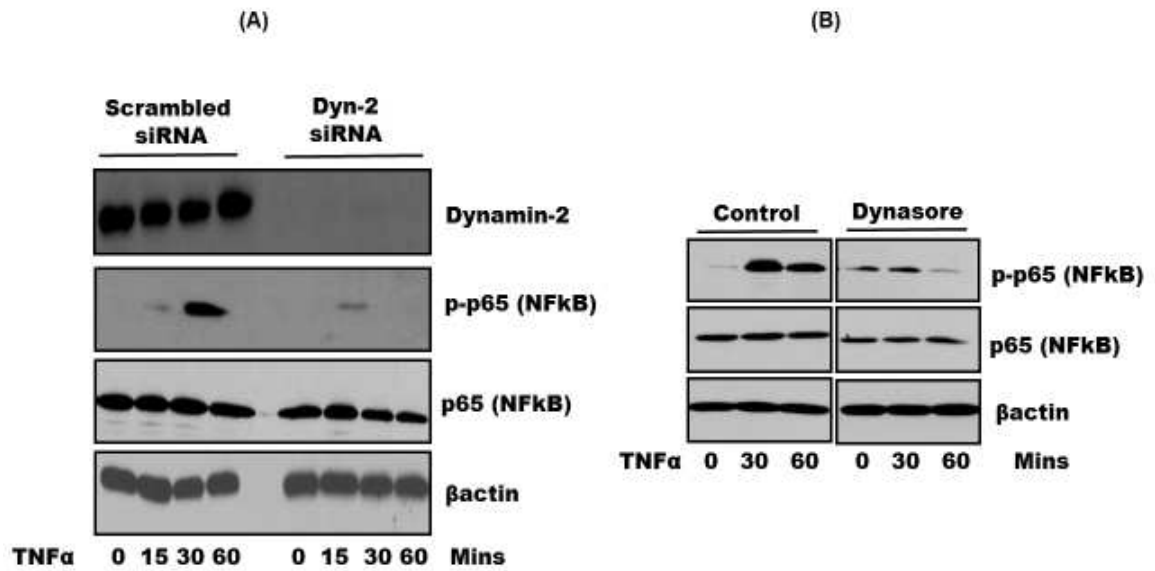 (A)
Scrambled siRNA
Dyn-2 siRNA
Dynamin-2
p-p65 (NFkB)
p65 (NFkB)
βactin
TNFα 0 15 30 60 0 15 30 60 Mins
(B)
Control Dynasore
p-p65 (NFkB)
p65 (NFkB)
βactin
TNFα 0 30 60 0 30 60 Mins